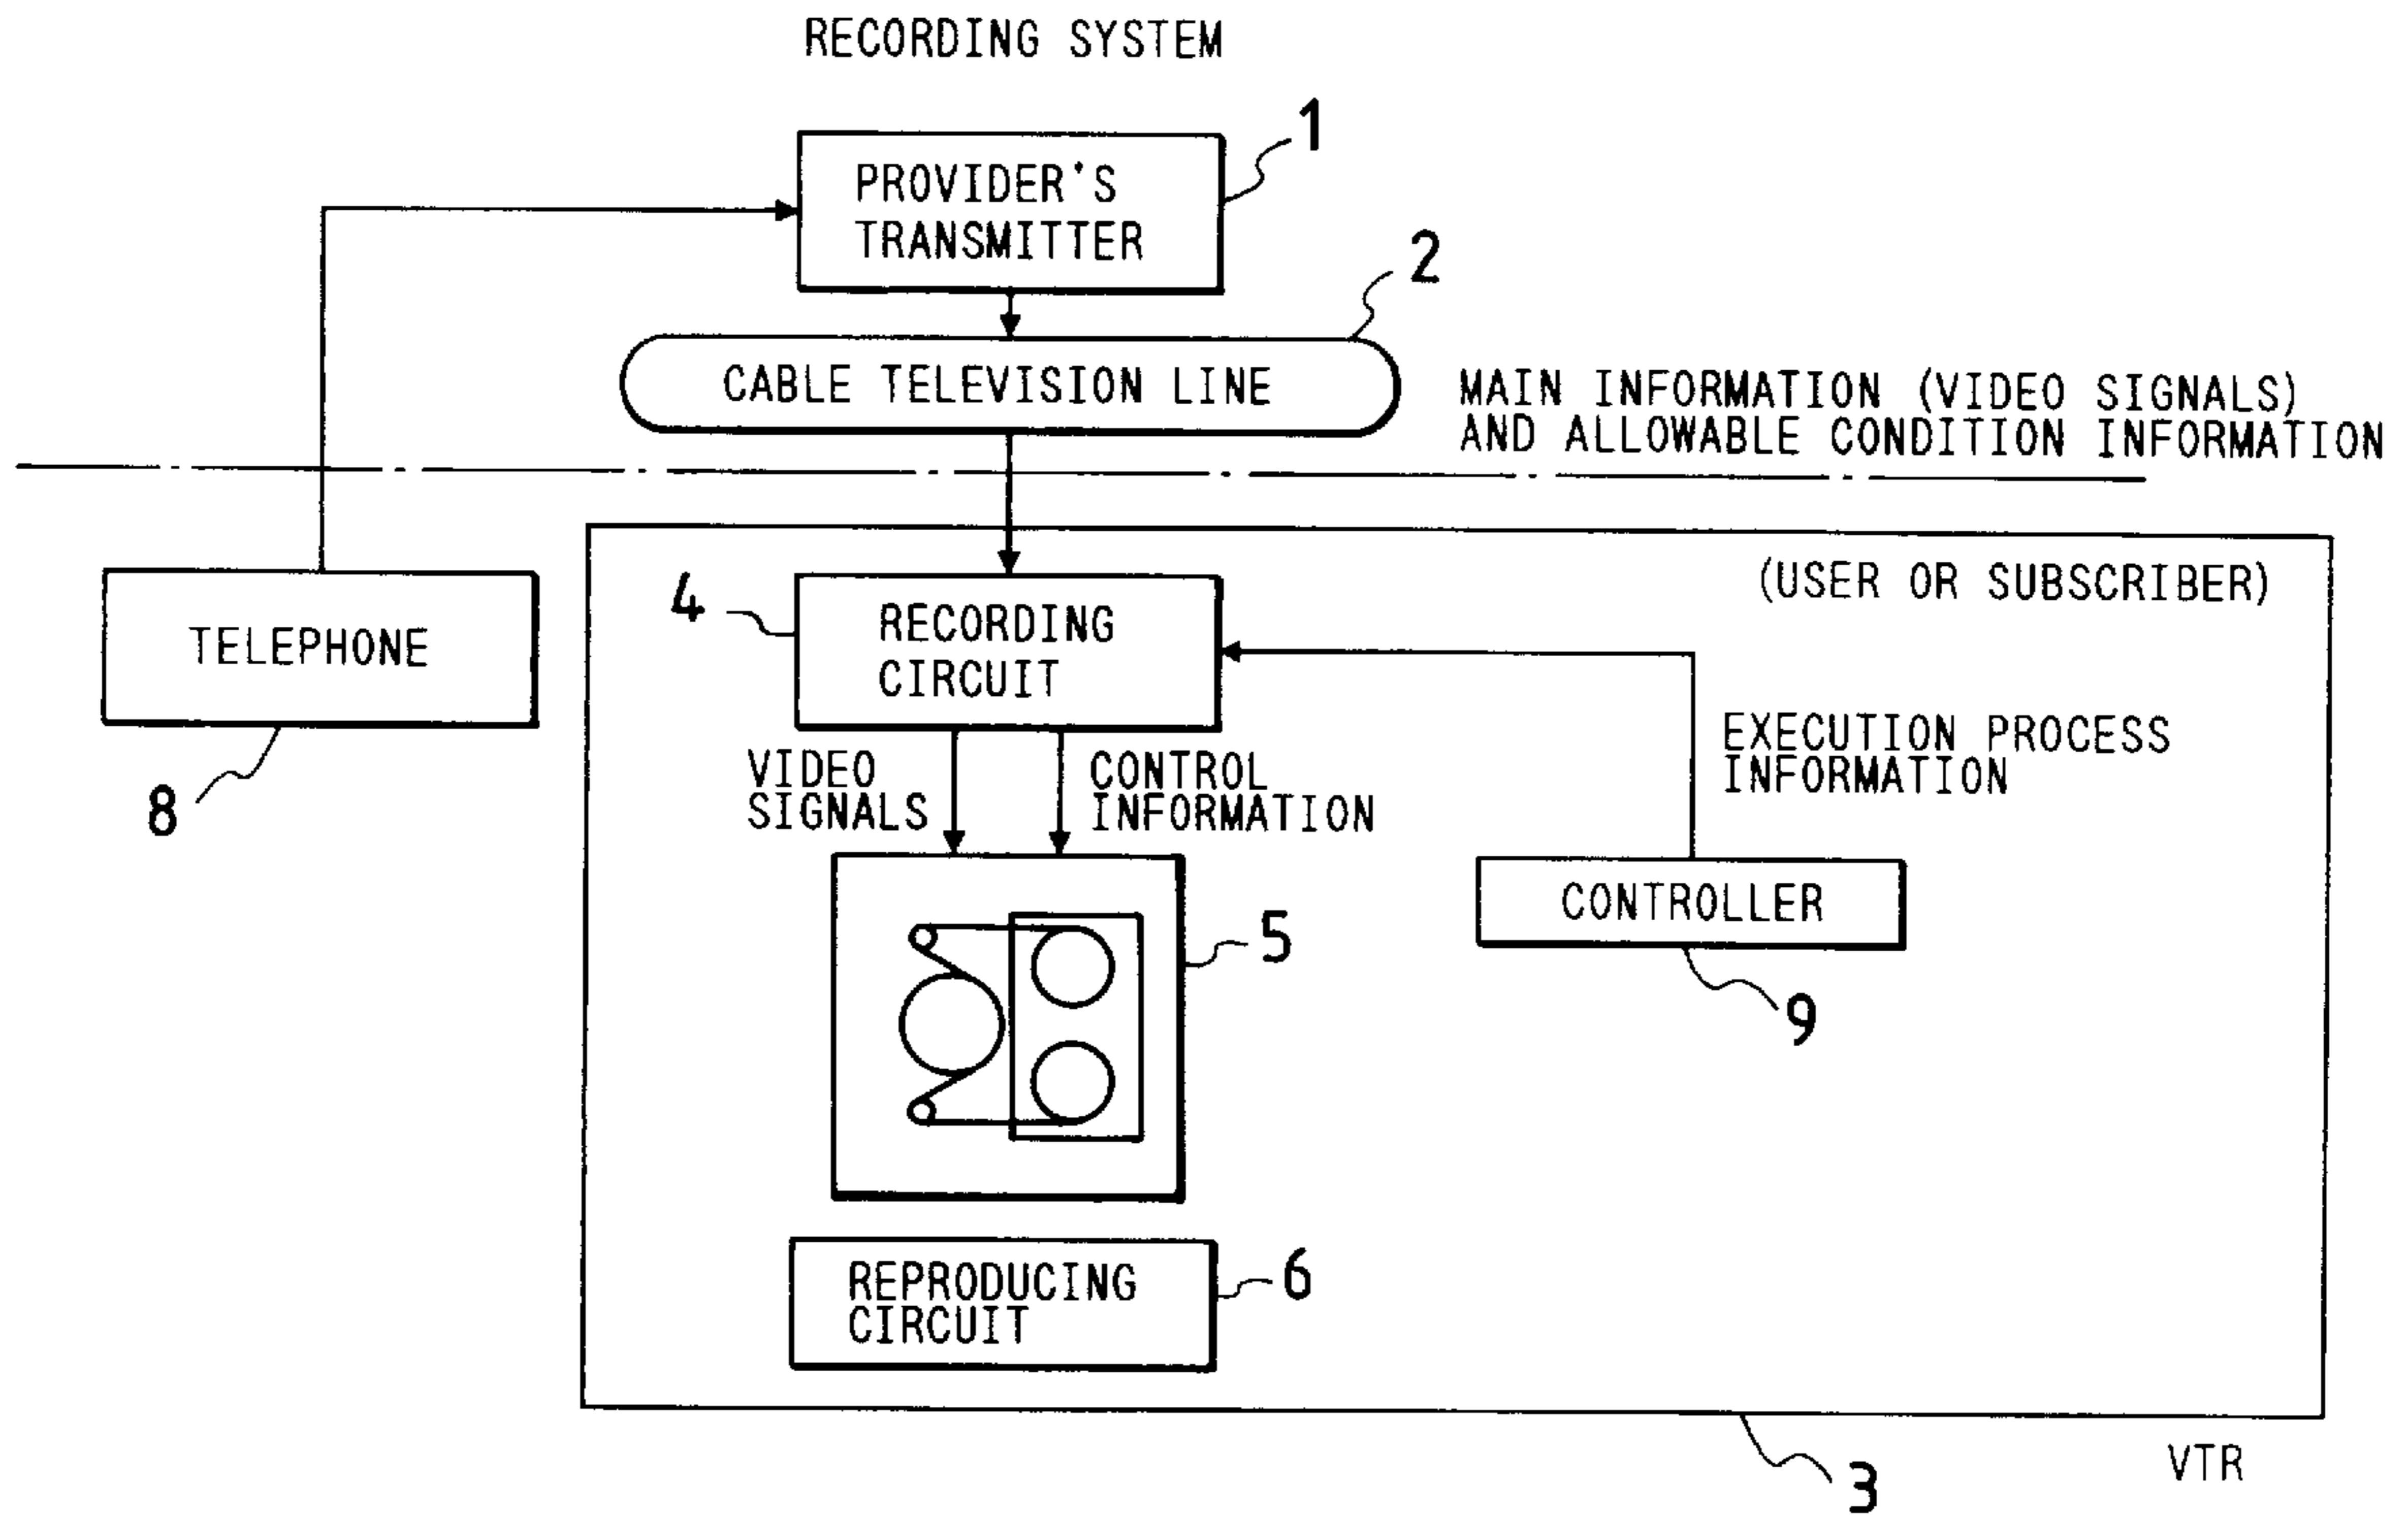 RECORDING SYSTEM
1
PROVIDER'S
TRANSMITTER
2
CABLE TELEVISION LINE
MAIN INFORMATION (VIDEO SIGNALS)
AND ALLOWABLE CONDITION INFORMATION
(USER OR SUBSCRIBER)
4
RECORDING
CIRCUIT
TELEPHONE
8
EXECUTION PROCESS
INFORMATION
VIDEO
SIGNALS
CONTROL
INFORMATION
CONTROLLER
5
9
REPRODUCING
CIRCUIT
6
VTR
3